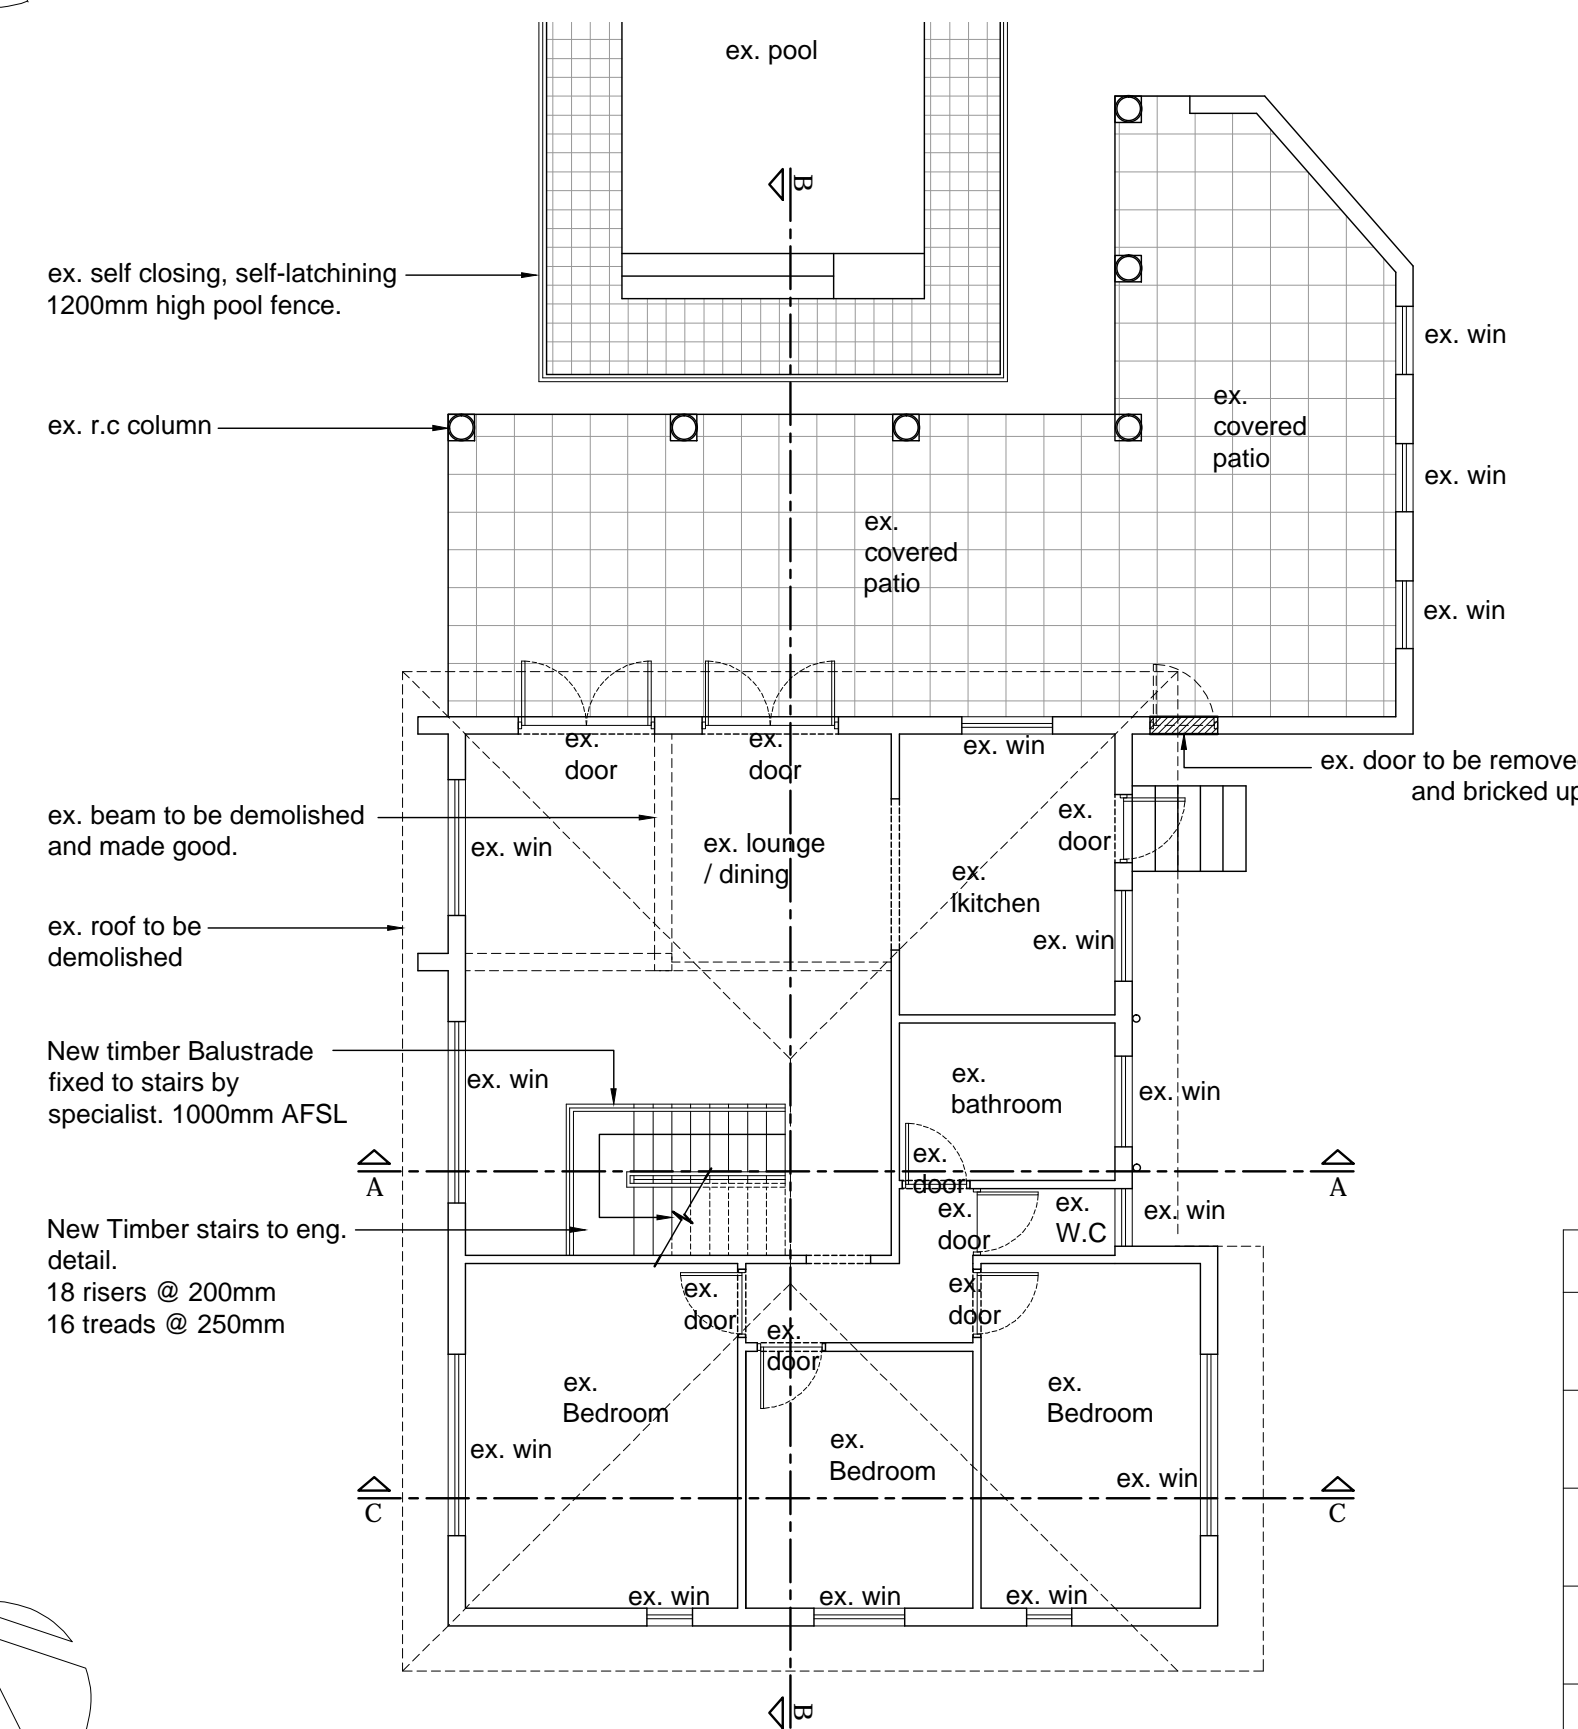 ex. pool
B
ex. self closing, self-latchining
1200mm high pool fence.
ex. win
ex. r.c column
ex.
covered
patio
ex. win
ex.
covered
patio
ex. win
ex.
door
ex.
door
ex. win
ex. door to be remove
and bricked up
ex. beam to be demolished
and made good.
ex. win
ex. lounge
/ dining
ex.
door
ex.
lkitchen
ex. roof to be
demolished
ex. win
New timber Balustrade
fixed to stairs by
specialist. 1000mm AFSL
ex. win
ex.
bathroom
ex. win
A
ex.
door
A
New Timber stairs to eng.
detail.
18 risers @ 200mm
16 treads @ 250mm
ex.
door
ex.
W.C
ex. win
ex.
door
ex.
door
ex.
door
ex.
Bedroom
ex.
Bedroom
ex.
Bedroom
ex. win
ex. win
C
C
ex. win
ex. win
ex. win
B